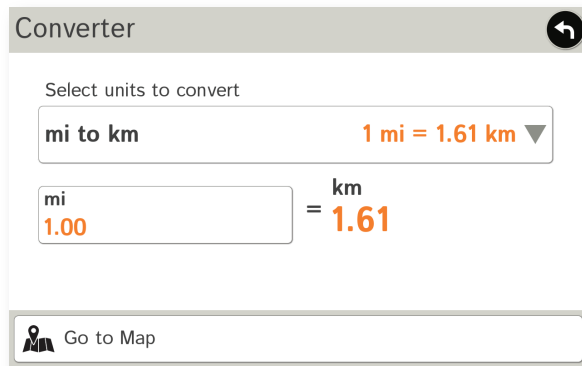 Converter
Select units to convert
mi to km 1 mi = 1.61 km
mi
1.00
=
km
1.61
Go to Map